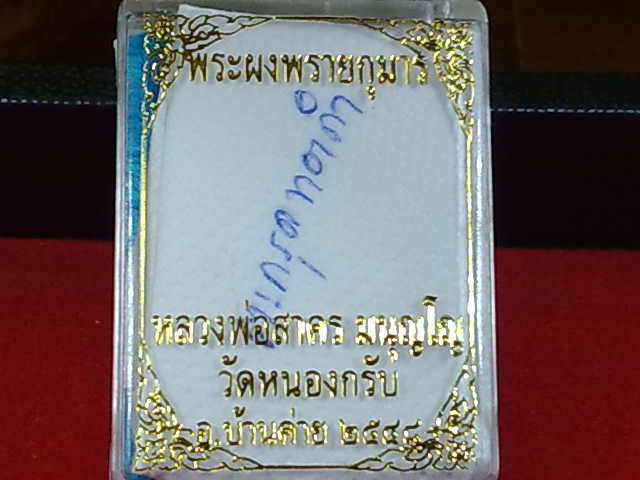 พระผงพรายกุมาร
หลวงพ่อสาคร มนุญโญ
วัดหนองกรับ
อ.บ้านค่าย ๒๕๔๘